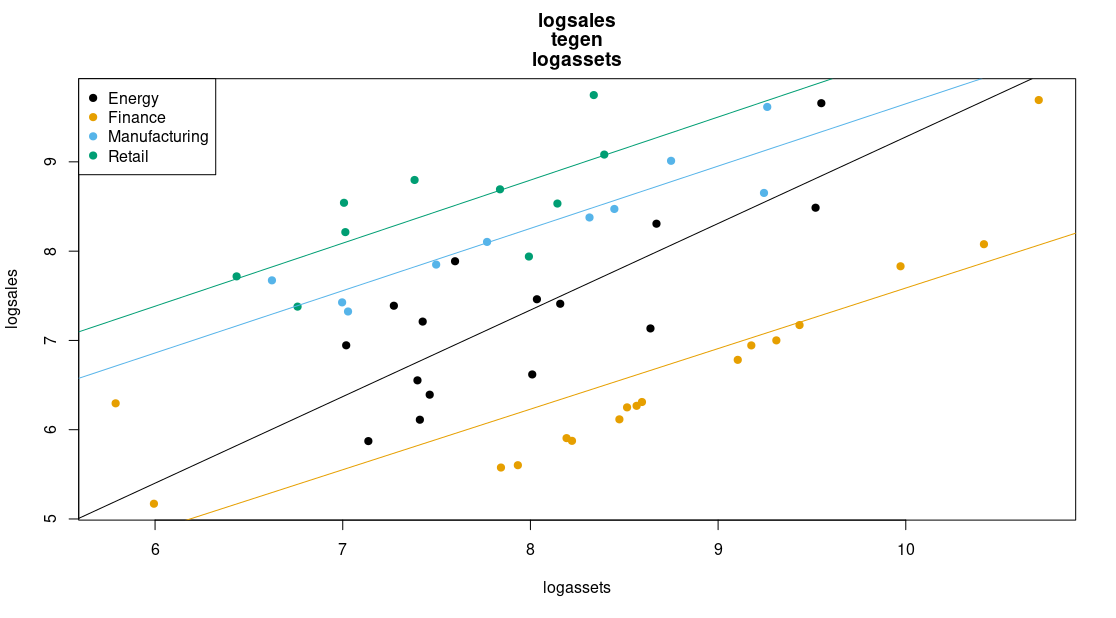 logsales
tegen
logassets
Energy
Finance
Manufacturing
Retail
logsales
9
8
7
6
5
6
7
8
9
10
logassets